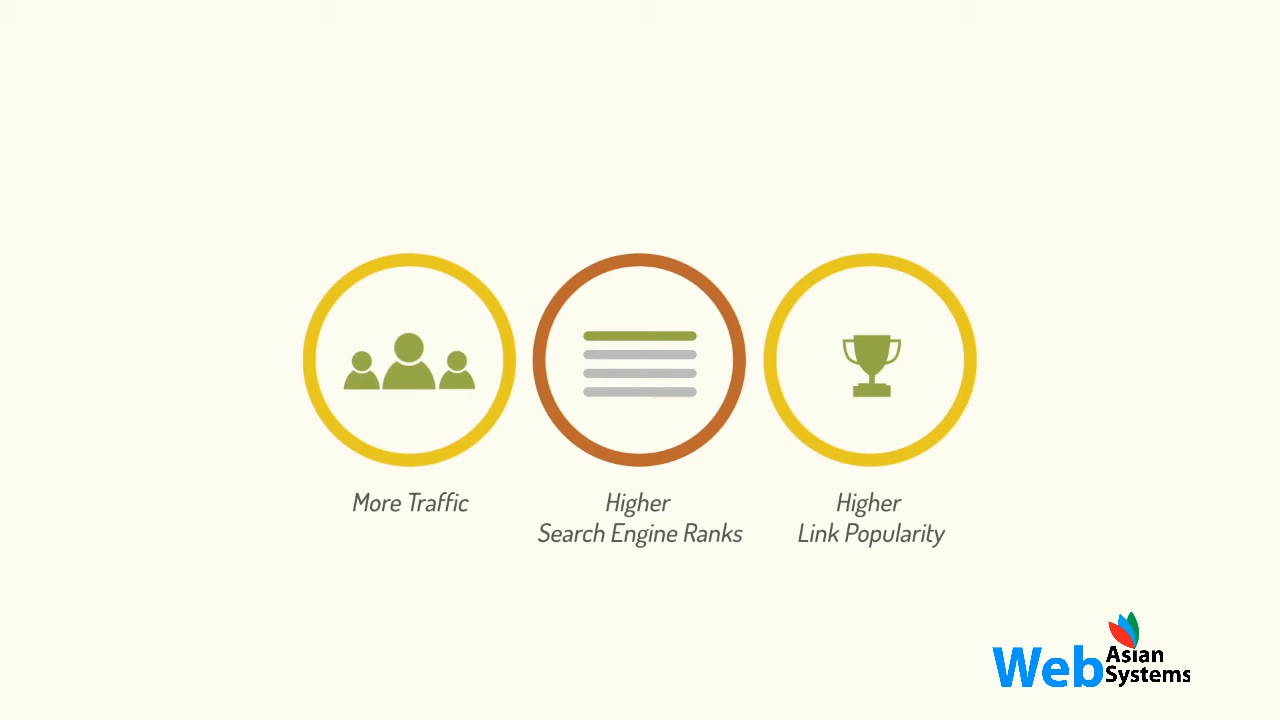 More Traffic
Higher
Search Engine Ranks
Higher
Link Popularity
Web Asian
Systems